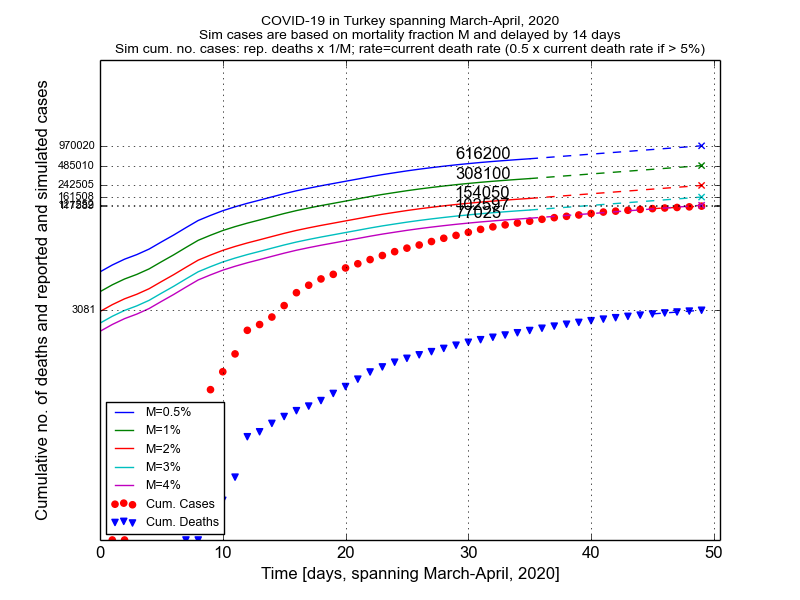 COVID-19 in Turkey spanning March-April, 2020
Sim cases are based on mortality fraction M and delayed by 14 days
Sim cum. no. cases: rep. deaths x 1/M; rate=current death rate (0.5 x current death rate if > 5%)
Cumulative no. of deaths and reported and simulated cases
970020
485010
242505
161508
3081
616200
308100
154050
102597
77025
M=0.5%
M=1%
M=2%
M=3%
M=4%
Cum. Cases
Cum. Deaths
0 10 20 30 40 50
Time [days, spanning March-April, 2020]